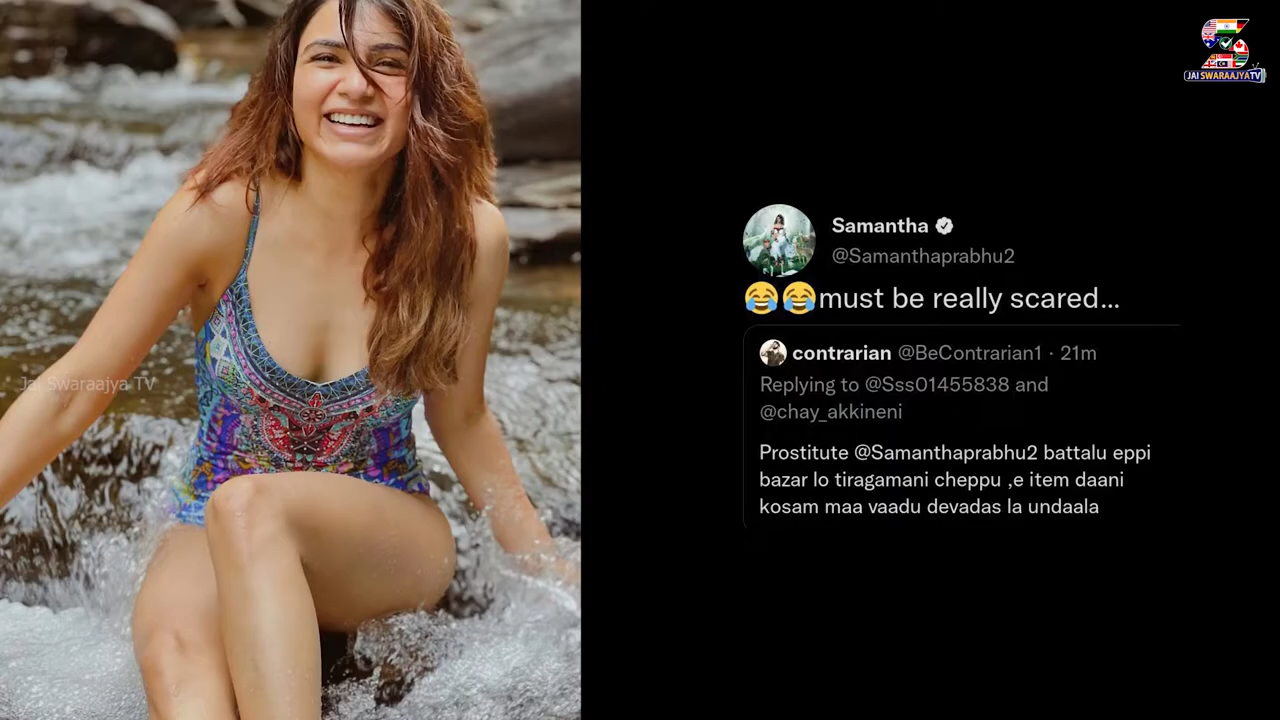 JAI SWARAAJYA TV
Samantha
@Samanthaprabhu2
😂😂must be really scared...
contrarian @BeContrarian1 · 21m
Replying to @Sss01455838 and
@chay_akkineni
Prostitute @Samanthaprabhu2 battalu eppi
bazar lo tiragamani cheppu ,e item daani
kosam maa vaadu devadas la undaala
Jai Swaraajya TV